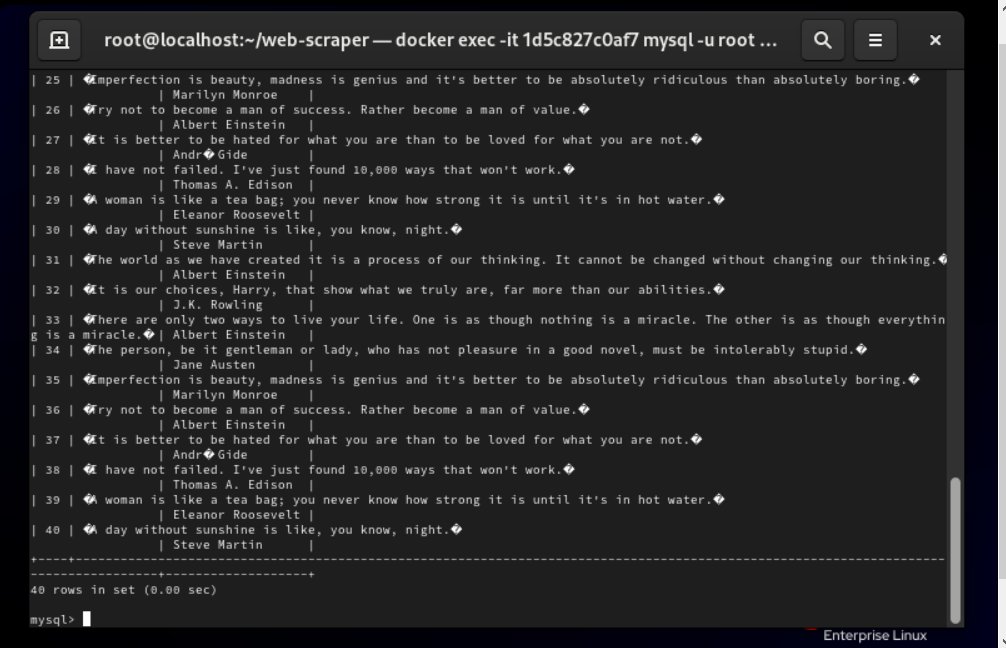 root@localhost:~/web-scraper — docker exec -it 1d5c827c0af7 mysql -u root ...
| 25 | �Imperfection is beauty, madness is genius and it's better to be absolutely ridiculous than absolutely boring.�
| Marilyn Monroe |
| 26 | �Try not to become a man of success. Rather become a man of value.�
| Albert Einstein |
| 27 | �It is better to be hated for what you are than to be loved for what you are not.�
| Andr� Gide |
| 28 | �I have not failed. I've just found 10,000 ways that won't work.�
| Thomas A. Edison |
| 29 | �A woman is like a tea bag; you never know how strong it is until it's in hot water.�
| Eleanor Roosevelt |
| 30 | �A day without sunshine is like, you know, night.�
| Steve Martin |
| 31 | �The world as we have created it is a process of our thinking. It cannot be changed without changing our thinking.�
| Albert Einstein |
| 32 | �It is our choices, Harry, that show what we truly are, far more than our abilities.�
| J.K. Rowling |
| 33 | �There are only two ways to live your life. One is as though nothing is a miracle. The other is as though everythin
g is a miracle.�| Albert Einstein |
| 34 | �The person, be it gentleman or lady, who has not pleasure in a good novel, must be intolerably stupid.�
| Jane Austen |
| 35 | �Imperfection is beauty, madness is genius and it's better to be absolutely ridiculous than absolutely boring.�
| Marilyn Monroe |
| 36 | �Try not to become a man of success. Rather become a man of value.�
| Albert Einstein |
| 37 | �It is better to be hated for what you are than to be loved for what you are not.�
| Andr� Gide |
| 38 | �I have not failed. I've just found 10,000 ways that won't work.�
| Thomas A. Edison |
| 39 | �A woman is like a tea bag; you never know how strong it is until it's in hot water.�
| Eleanor Roosevelt |
| 40 | �A day without sunshine is like, you know, night.�
| Steve Martin |
+----+--------------------------------------------------------------------------------------------------------------------
-----------------+-------------------+
40 rows in set (0.00 sec)
mysql>
Enterprise Linux